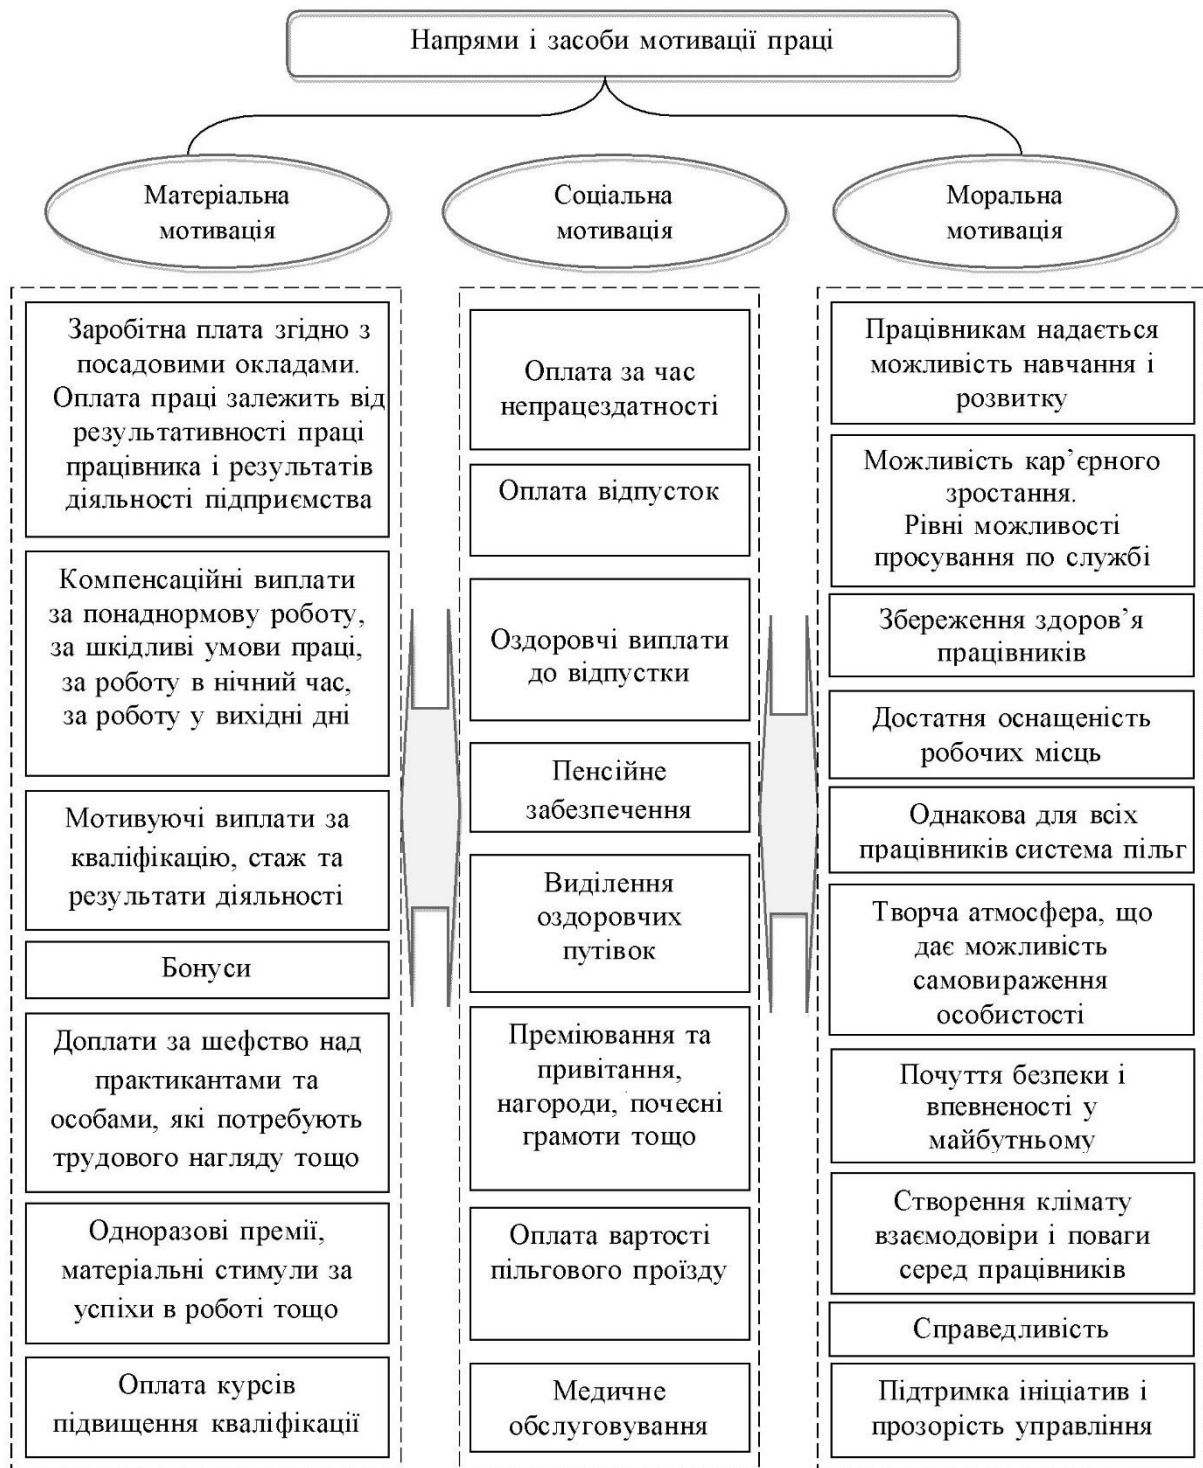 Напрями і засоби мотивації праці
Матеріальна
мотивація
Заробітна плата згідно з
посадовими окладами.
Оплата праці залежить від
результативності праці
працівника і результатів
діяльності підприємства
Компенсаційні виплати
за понаднормову роботу,
за шкідливі умови праці,
за роботу в нічний час,
за роботу у вихідні дні
Мотивуючі виплати за
кваліфікацію, стаж та
результати діяльності
Бонуси
Доплати за шефство над
практикантами та
особами, які потребують
трудового нагляду тощо
Одноразові премії,
матеріальні стимули за
успіхи в роботі тощо
Оплата курсів
підвищення кваліфікації
Соціальна
мотивація
Оплата за час
непрацездатності
Оплата відпусток
Оздоровчі виплати
до відпустки
Пенсійне
забезпечення
Виділення
оздоровчих
путівок
Преміювання та
привітання,
нагороди, почесні
грамоти тощо
Оплата вартості
пільгового проїзду
Медичне
обслуговування
Моральна
мотивація
Працівникам надається
можливість навчання і
розвитку
Можливість кар’єрного
зростання.
Рівні можливості
просування по службі
Збереження здоров’я
працівників
Достатня оснащеність
робочих місць
Однакова для всіх
працівників система пільг
Творча атмосфера, що
дає можливість
самовираження
особистості
Почуття безпеки і
впевненості у
майбутньому
Створення клімату
взаємодовіри і поваги
серед працівників
Справедливість
Підтримка ініціатив і
прозорість управління